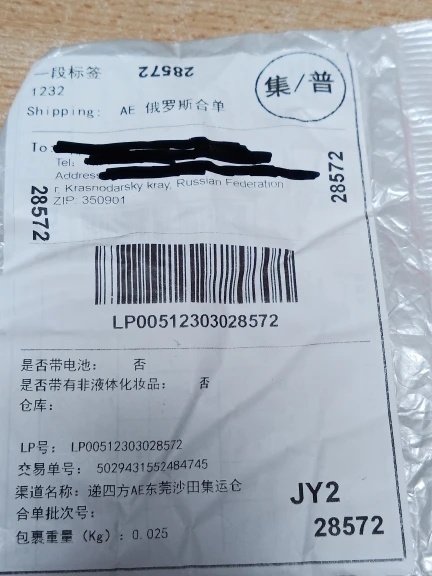 一段标签
28572
集/普
1232
Shipping: AE 俄罗斯合单
To:
Tel:
Address
r, Krasnodarsky kray, Russian Federation
ZIP: 350901
28572
28572
LP00512303028572
是否带电池: 否
是否带有非液体化妆品: 否
仓库:
LP号: LP00512303028572
交易单号: 5029431552484745
渠道名称: 递四方AE东莞沙田集运仓
合单批次号:
包裹重量 (Kg): 0.025
JY2
28572